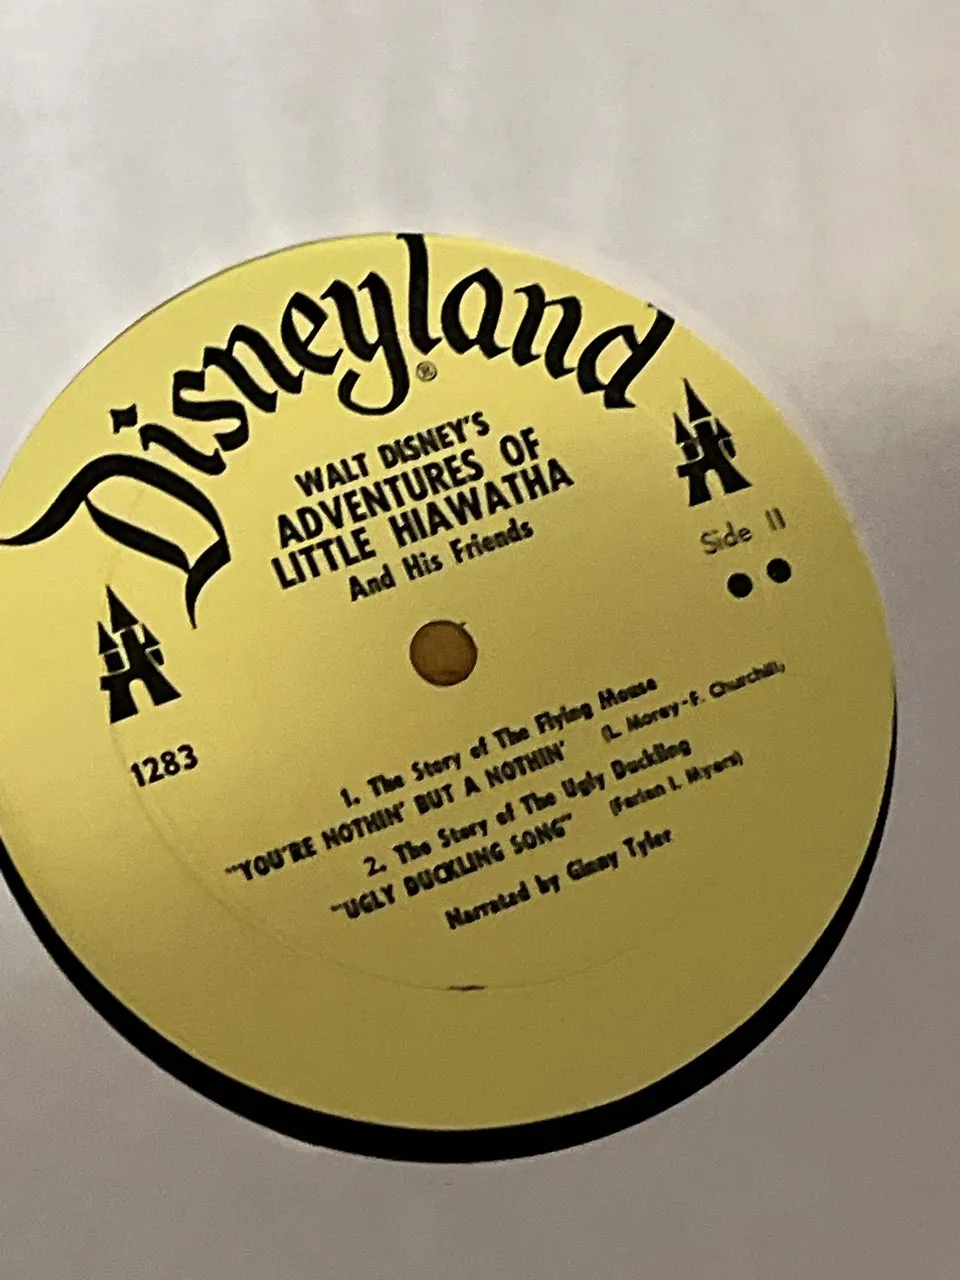 Disneyland®
WALT DISNEY'S
ADVENTURES OF
LITTLE HIAWATHA
And His Friends
Side II
1283
1. The Story of The Flying Mouse
"YOU'RE NOTHIN' BUT A NOTHIN' (L. Morey-F. Churchill)
2. The Story of The Ugly Duckling
"UGLY DUCKLING SONG" (Farlan I. Myers)
Narrated by Ginny Tyler